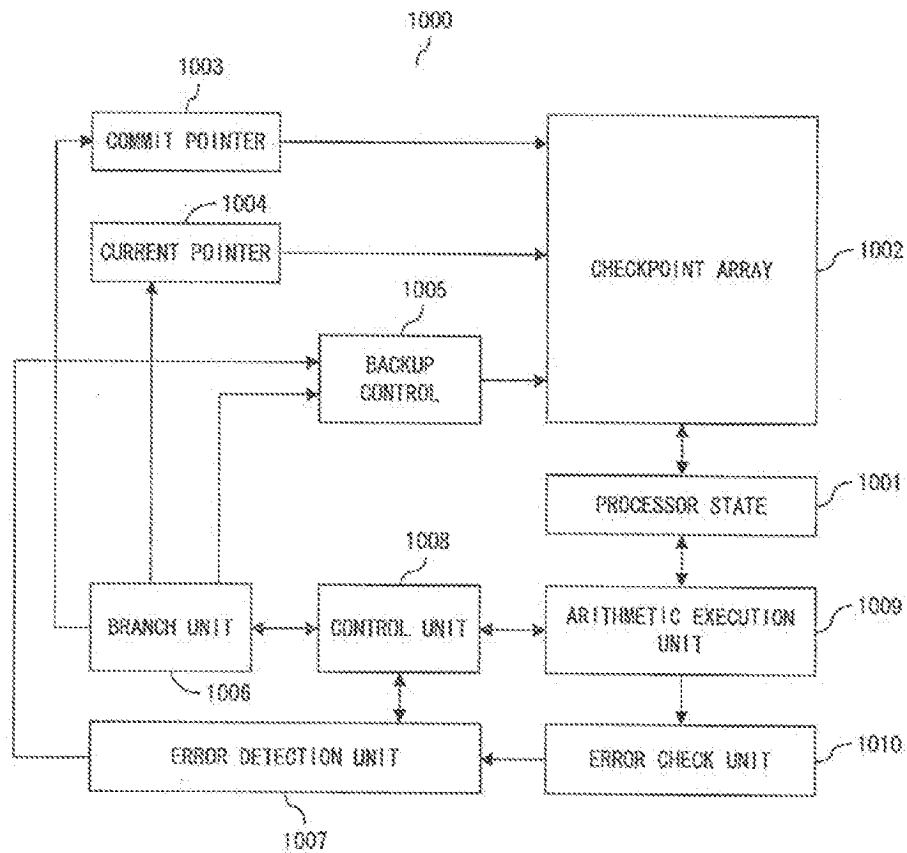 1000
1003
COMMIT POINTER
1004
CURRENT POINTER
CHECKPOINT ARRAY
1002
1005
BACKUP
CONTROL
1001
PROCESSOR STATE
1008
BRANCH UNIT
CONTROL UNIT
ARITHMETIC EXECUTION
UNIT
1009
1006
ERROR DETECTION UNIT
ERROR CHECK UNIT
1010
1007